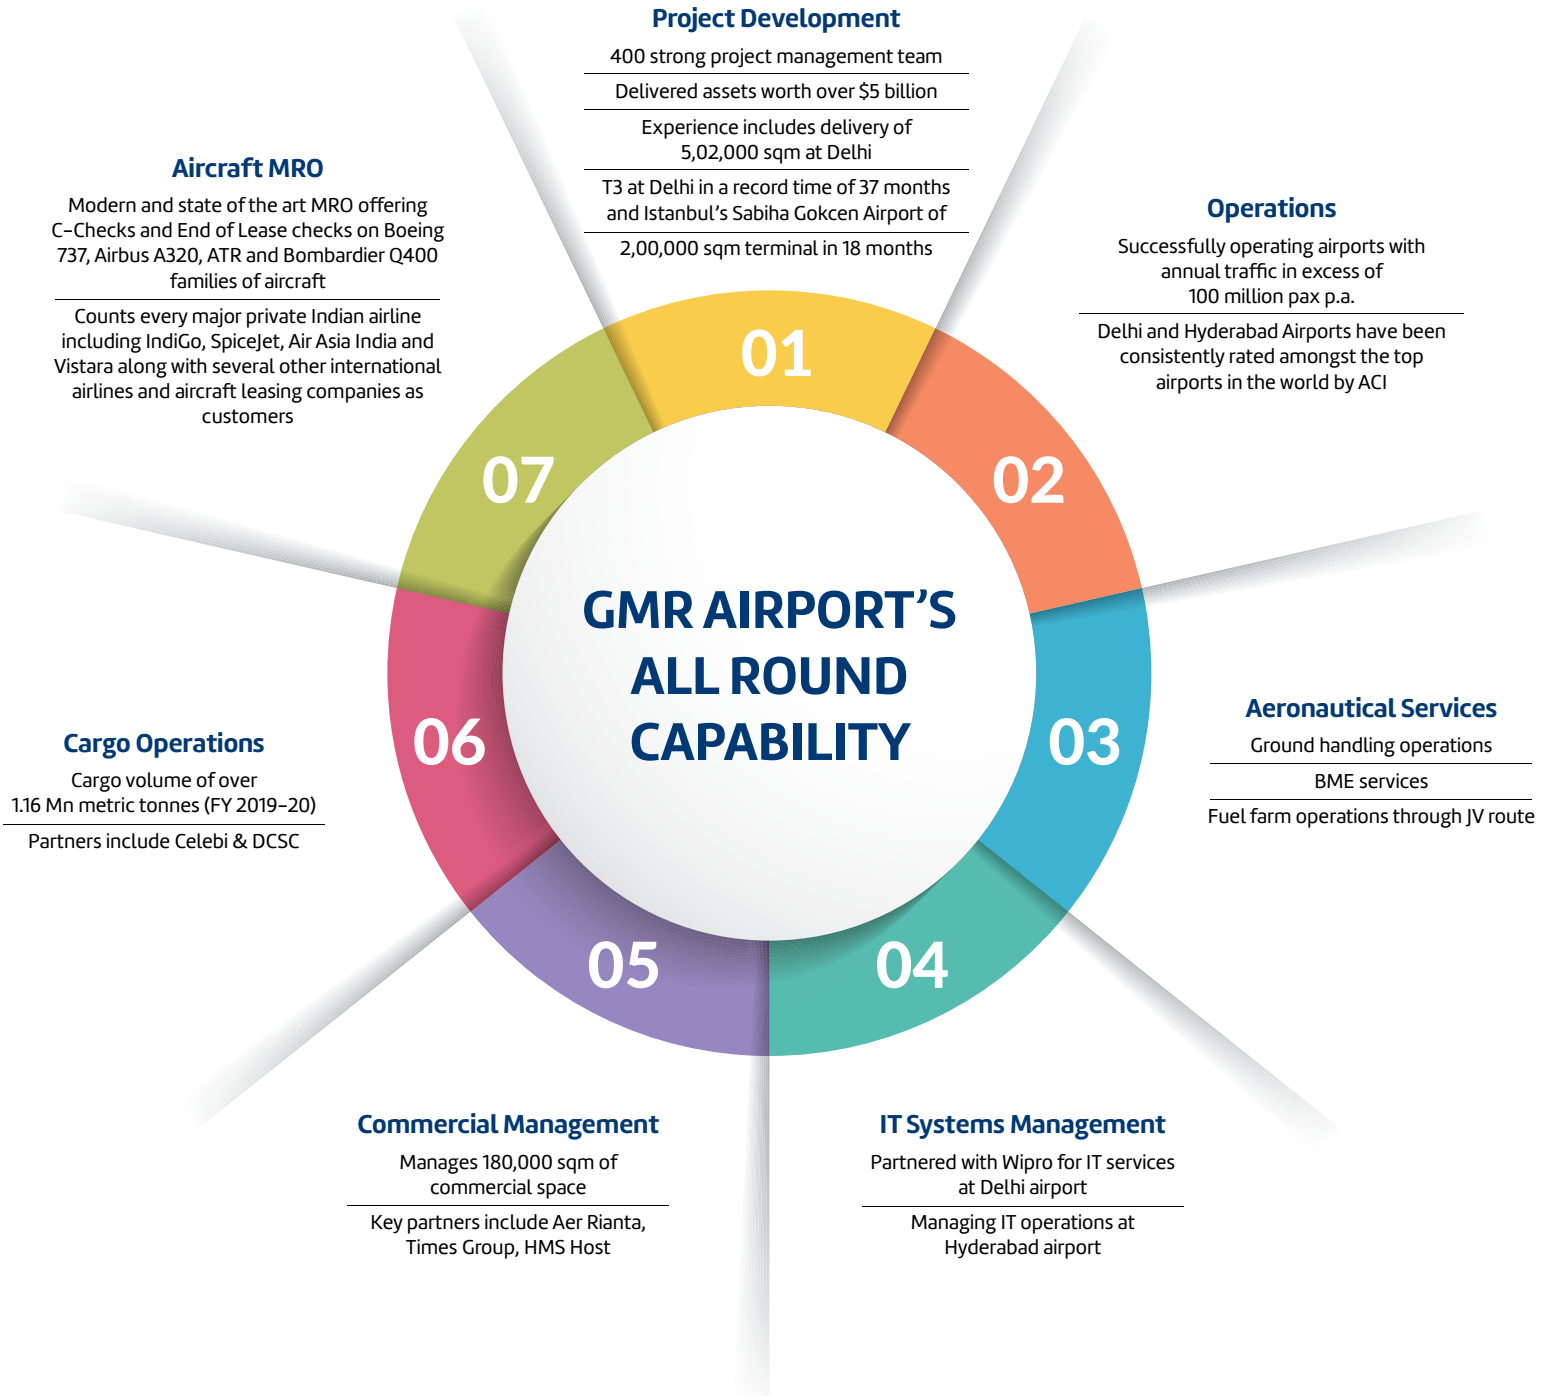 Project Development
400 strong project management team
Delivered assets worth over $5 billion
Experience includes delivery of
5,02,000 sqm at Delhi
T3 at Delhi in a record time of 37 months
and Istanbul’s Sabiha Gokcen Airport of
2,00,000 sqm terminal in 18 months
Operations
Successfully operating airports with
annual traffic in excess of
100 million pax p.a.
Delhi and Hyderabad Airports have been
consistently rated amongst the top
airports in the world by ACI
Aeronautical Services
Ground handling operations
BME services
Fuel farm operations through JV route
IT Systems Management
Partnered with Wipro for IT services
at Delhi airport
Managing IT operations at
Hyderabad airport
Commercial Management
Manages 180,000 sqm of
commercial space
Key partners include Aer Rianta,
Times Group, HMS Host
Cargo Operations
Cargo volume of over
1.16 Mn metric tonnes (FY 2019-20)
Partners include Celebi & DCSC
Aircraft MRO
Modern and state of the art MRO offering
C-Checks and End of Lease checks on Boeing
737, Airbus A320, ATR and Bombardier Q400
families of aircraft
Counts every major private Indian airline
including IndiGo, SpiceJet, Air Asia India and
Vistara along with several other international
airlines and aircraft leasing companies as
customers
01
02
03
04
05
06
07
GMR AIRPORT’S
ALL ROUND
CAPABILITY